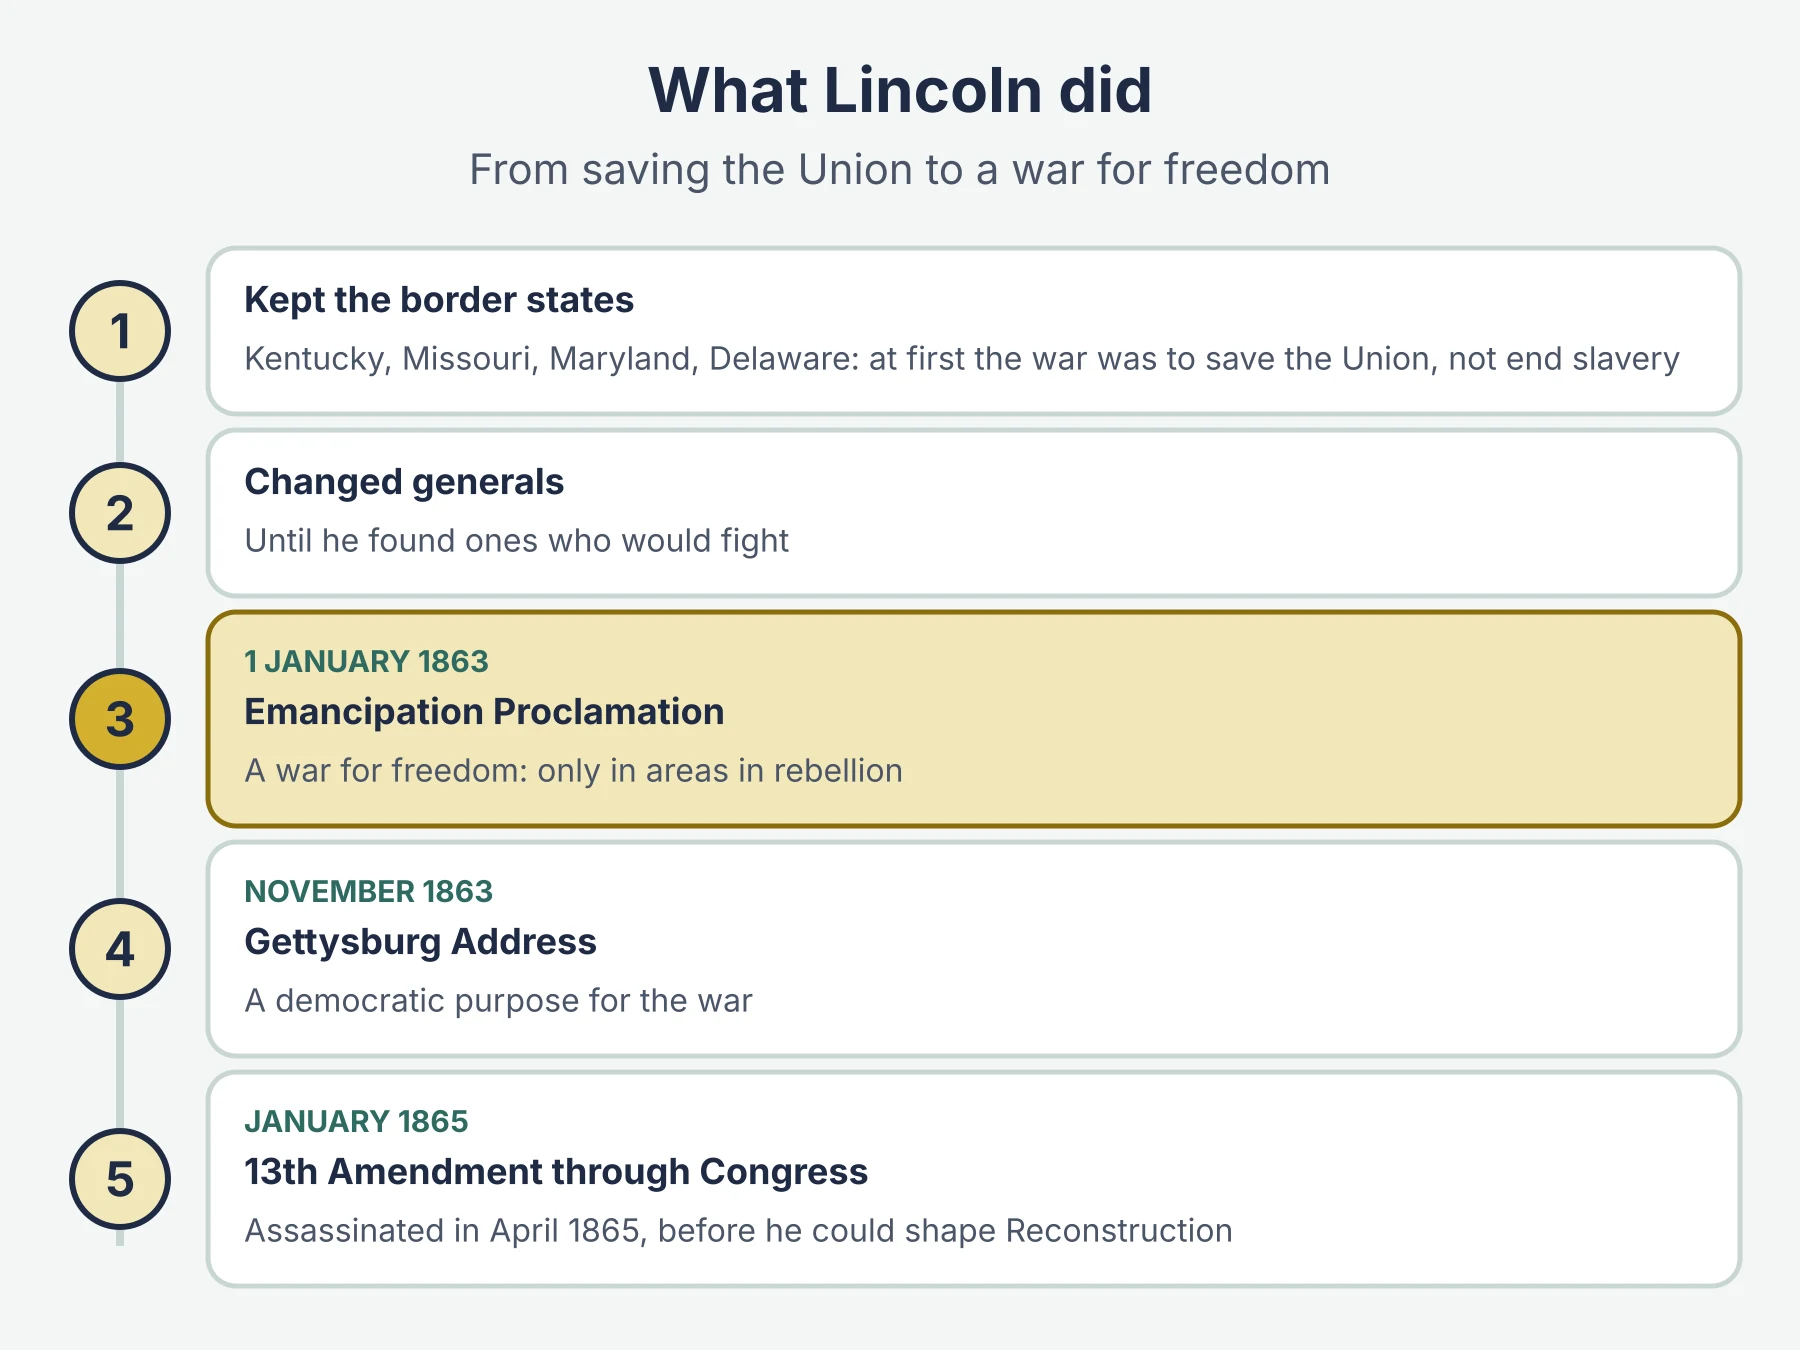 What Lincoln did
From saving the Union to a war for freedom
1
Kept the border states
Kentucky, Missouri, Maryland, Delaware: at first the war was to save the Union, not end slavery
2
Changed generals
Until he found ones who would fight
3
1 JANUARY 1863
Emancipation Proclamation
A war for freedom: only in areas in rebellion
4
NOVEMBER 1863
Gettysburg Address
A democratic purpose for the war
5
JANUARY 1865
13th Amendment through Congress
Assassinated in April 1865, before he could shape Reconstruction